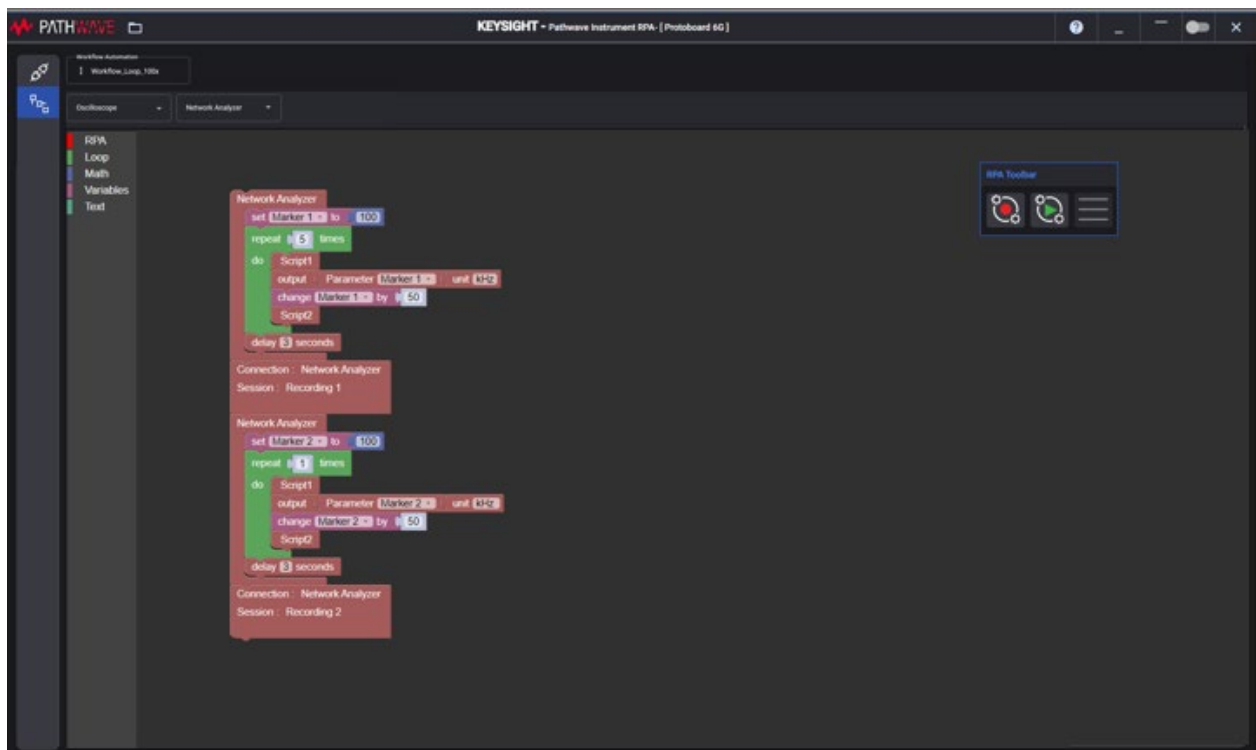 PATHWAVE
KEYSIGHT - Pathwave Instrument RPA- [ Protoboard 6G ]
?
Workflow Automation
Workflow_Loop_100x
Oscilloscope
Network Analyzer
RPA
Loop
Math
Variables
Text
RPA Toolbar
Network Analyzer
set Marker 1 to 100
repeat 5 times
do Script1
output Parameter Marker 1 unit kHz
change Marker 1 by 50
Script2
delay 3 seconds
Connection : Network Analyzer
Session : Recording 1
Network Analyzer
set Marker 2 to 100
repeat 1 times
do Script1
output Parameter Marker 2 unit kHz
change Marker 2 by 50
Script2
delay 3 seconds
Connection : Network Analyzer
Session : Recording 2